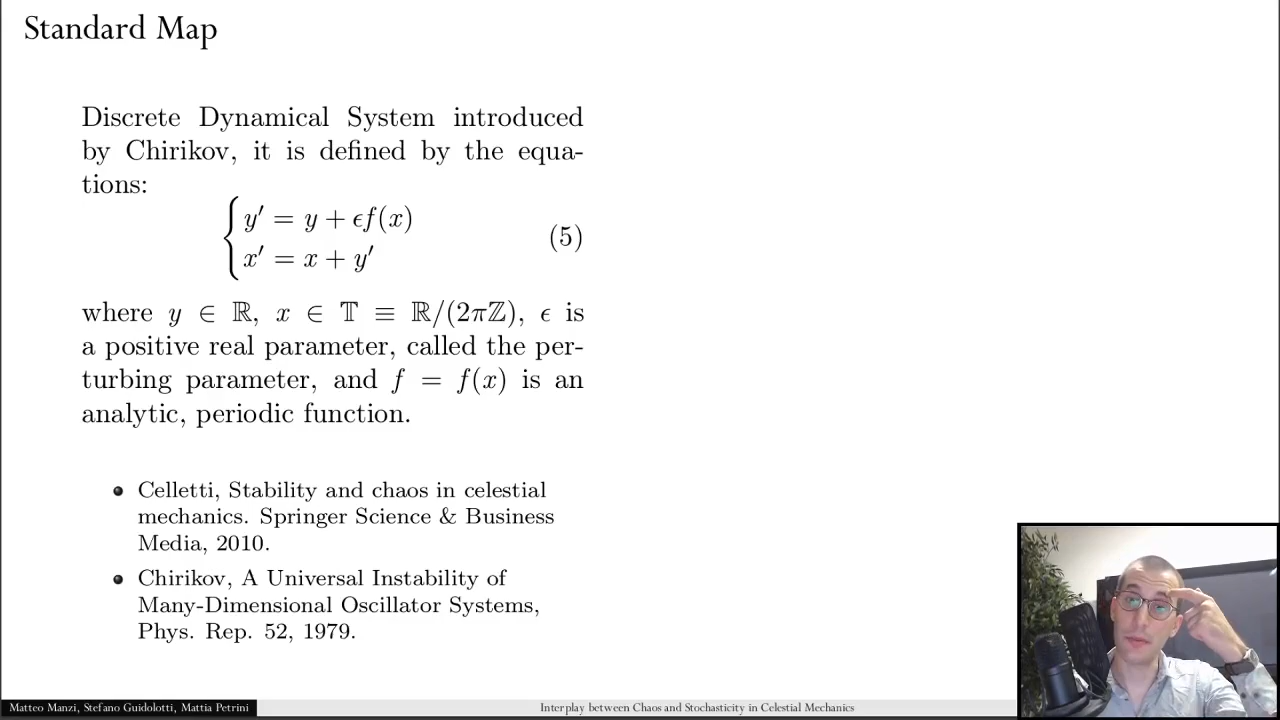 Standard Map
Discrete Dynamical System introduced
by Chirikov, it is defined by the equa-
tions:
y′ = y + ϵf(x)
x′ = x + y′
(5)
where y ∈ ℝ, x ∈ 𝕋 ≡ ℝ/(2πℤ), ϵ is
a positive real parameter, called the per-
turbing parameter, and f = f(x) is an
analytic, periodic function.
Celletti, Stability and chaos in celestial
mechanics. Springer Science & Business
Media, 2010.
Chirikov, A Universal Instability of
Many-Dimensional Oscillator Systems,
Phys. Rep. 52, 1979.
Matteo Manzi, Stefano Guidolotti, Mattia Petrini
Interplay between Chaos and Stochasticity in Celestial Mechanics